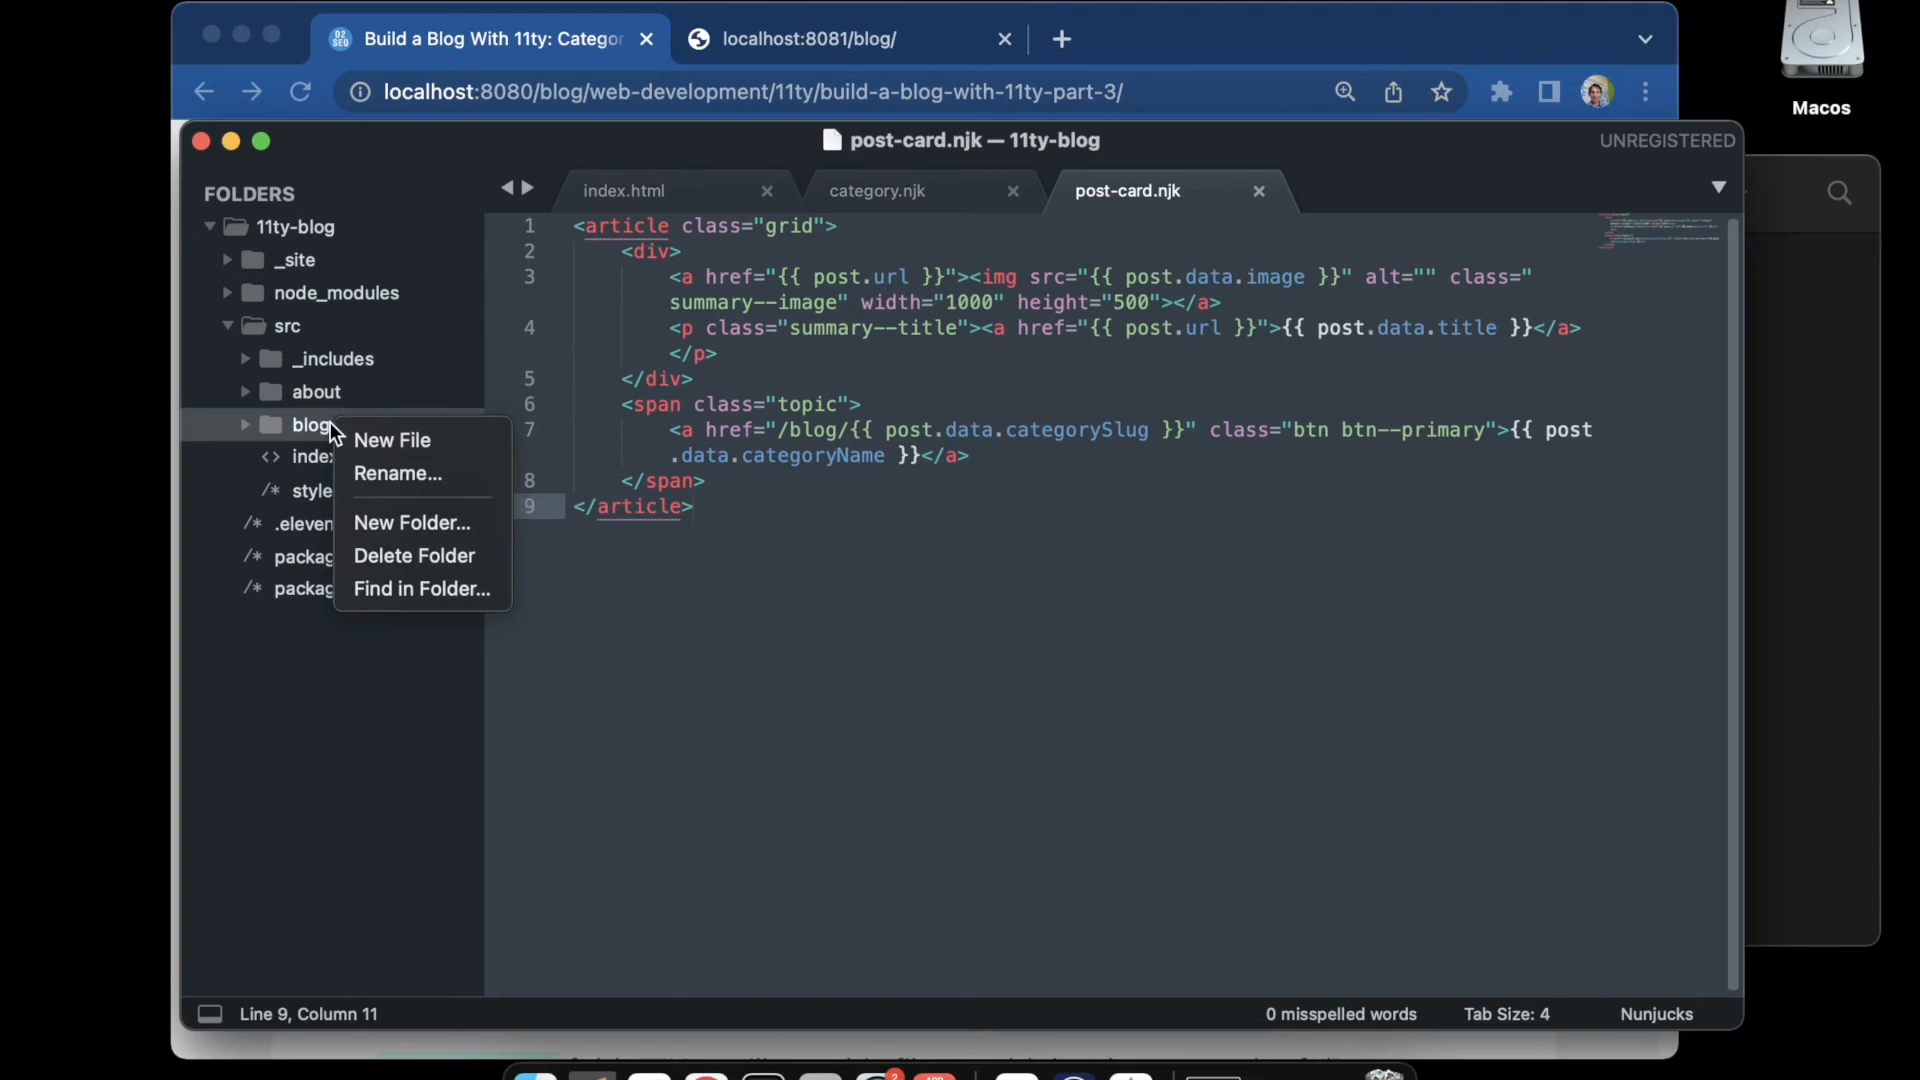 Build a Blog With 11ty: Categor
localhost:8081/blog/
localhost:8080/blog/web-development/11ty/build-a-blog-with-11ty-part-3/
Macos
post-card.njk — 11ty-blog
UNREGISTERED
FOLDERS
index.html
category.njk
post-card.njk
11ty-blog
_site
node_modules
src
_includes
about
blog
index
style
.eleven
packag
packag
New File
Rename...
New Folder...
Delete Folder
Find in Folder...
1 <article class="grid">
2 <div>
3 <a href="{{ post.url }}"><img src="{{ post.data.image }}" alt="" class="
summary--image" width="1000" height="500"></a>
4 <p class="summary--title"><a href="{{ post.url }}">{{ post.data.title }}</a>
</p>
5 </div>
6 <span class="topic">
7 <a href="/blog/{{ post.data.categorySlug }}" class="btn btn--primary">{{ post
.data.categoryName }}</a>
8 </span>
9 </article>
Line 9, Column 11
0 misspelled words
Tab Size: 4
Nunjucks